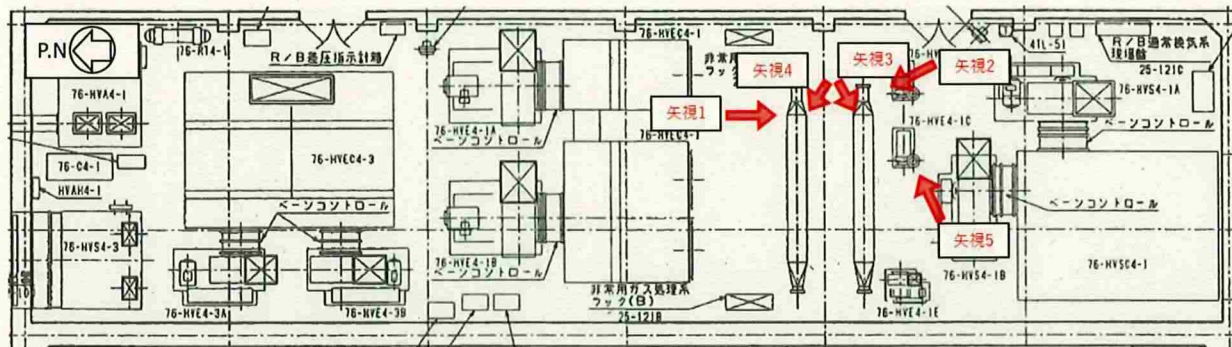 P.N
76-R14-1
R/B差圧指示計箱
76-HVA4-1
76-C4-1
HVAH4-1
76-HVS4-3
76-HVEC4-3
ベーンコントロール
76-HVE4-3A
76-HVE4-3B
76-HVE4-1A
ベーンコントロール
76-HVE4-1B
ベーンコントロール
76-HVEC4-1
76-HVEC4-1
非常用
矢視1
矢視4
矢視3
矢視2
矢視5
非常用ガス処理系
フック(B)
25-121B
76-HVE4-1C
76-HVE4-1E
41L-51
R/B通常換気系
現場盤
25-121C
76-HVS4-1A
ベーンコントロール
ベーンコントロール
76-HVS4-1B
76-HVSC4-1